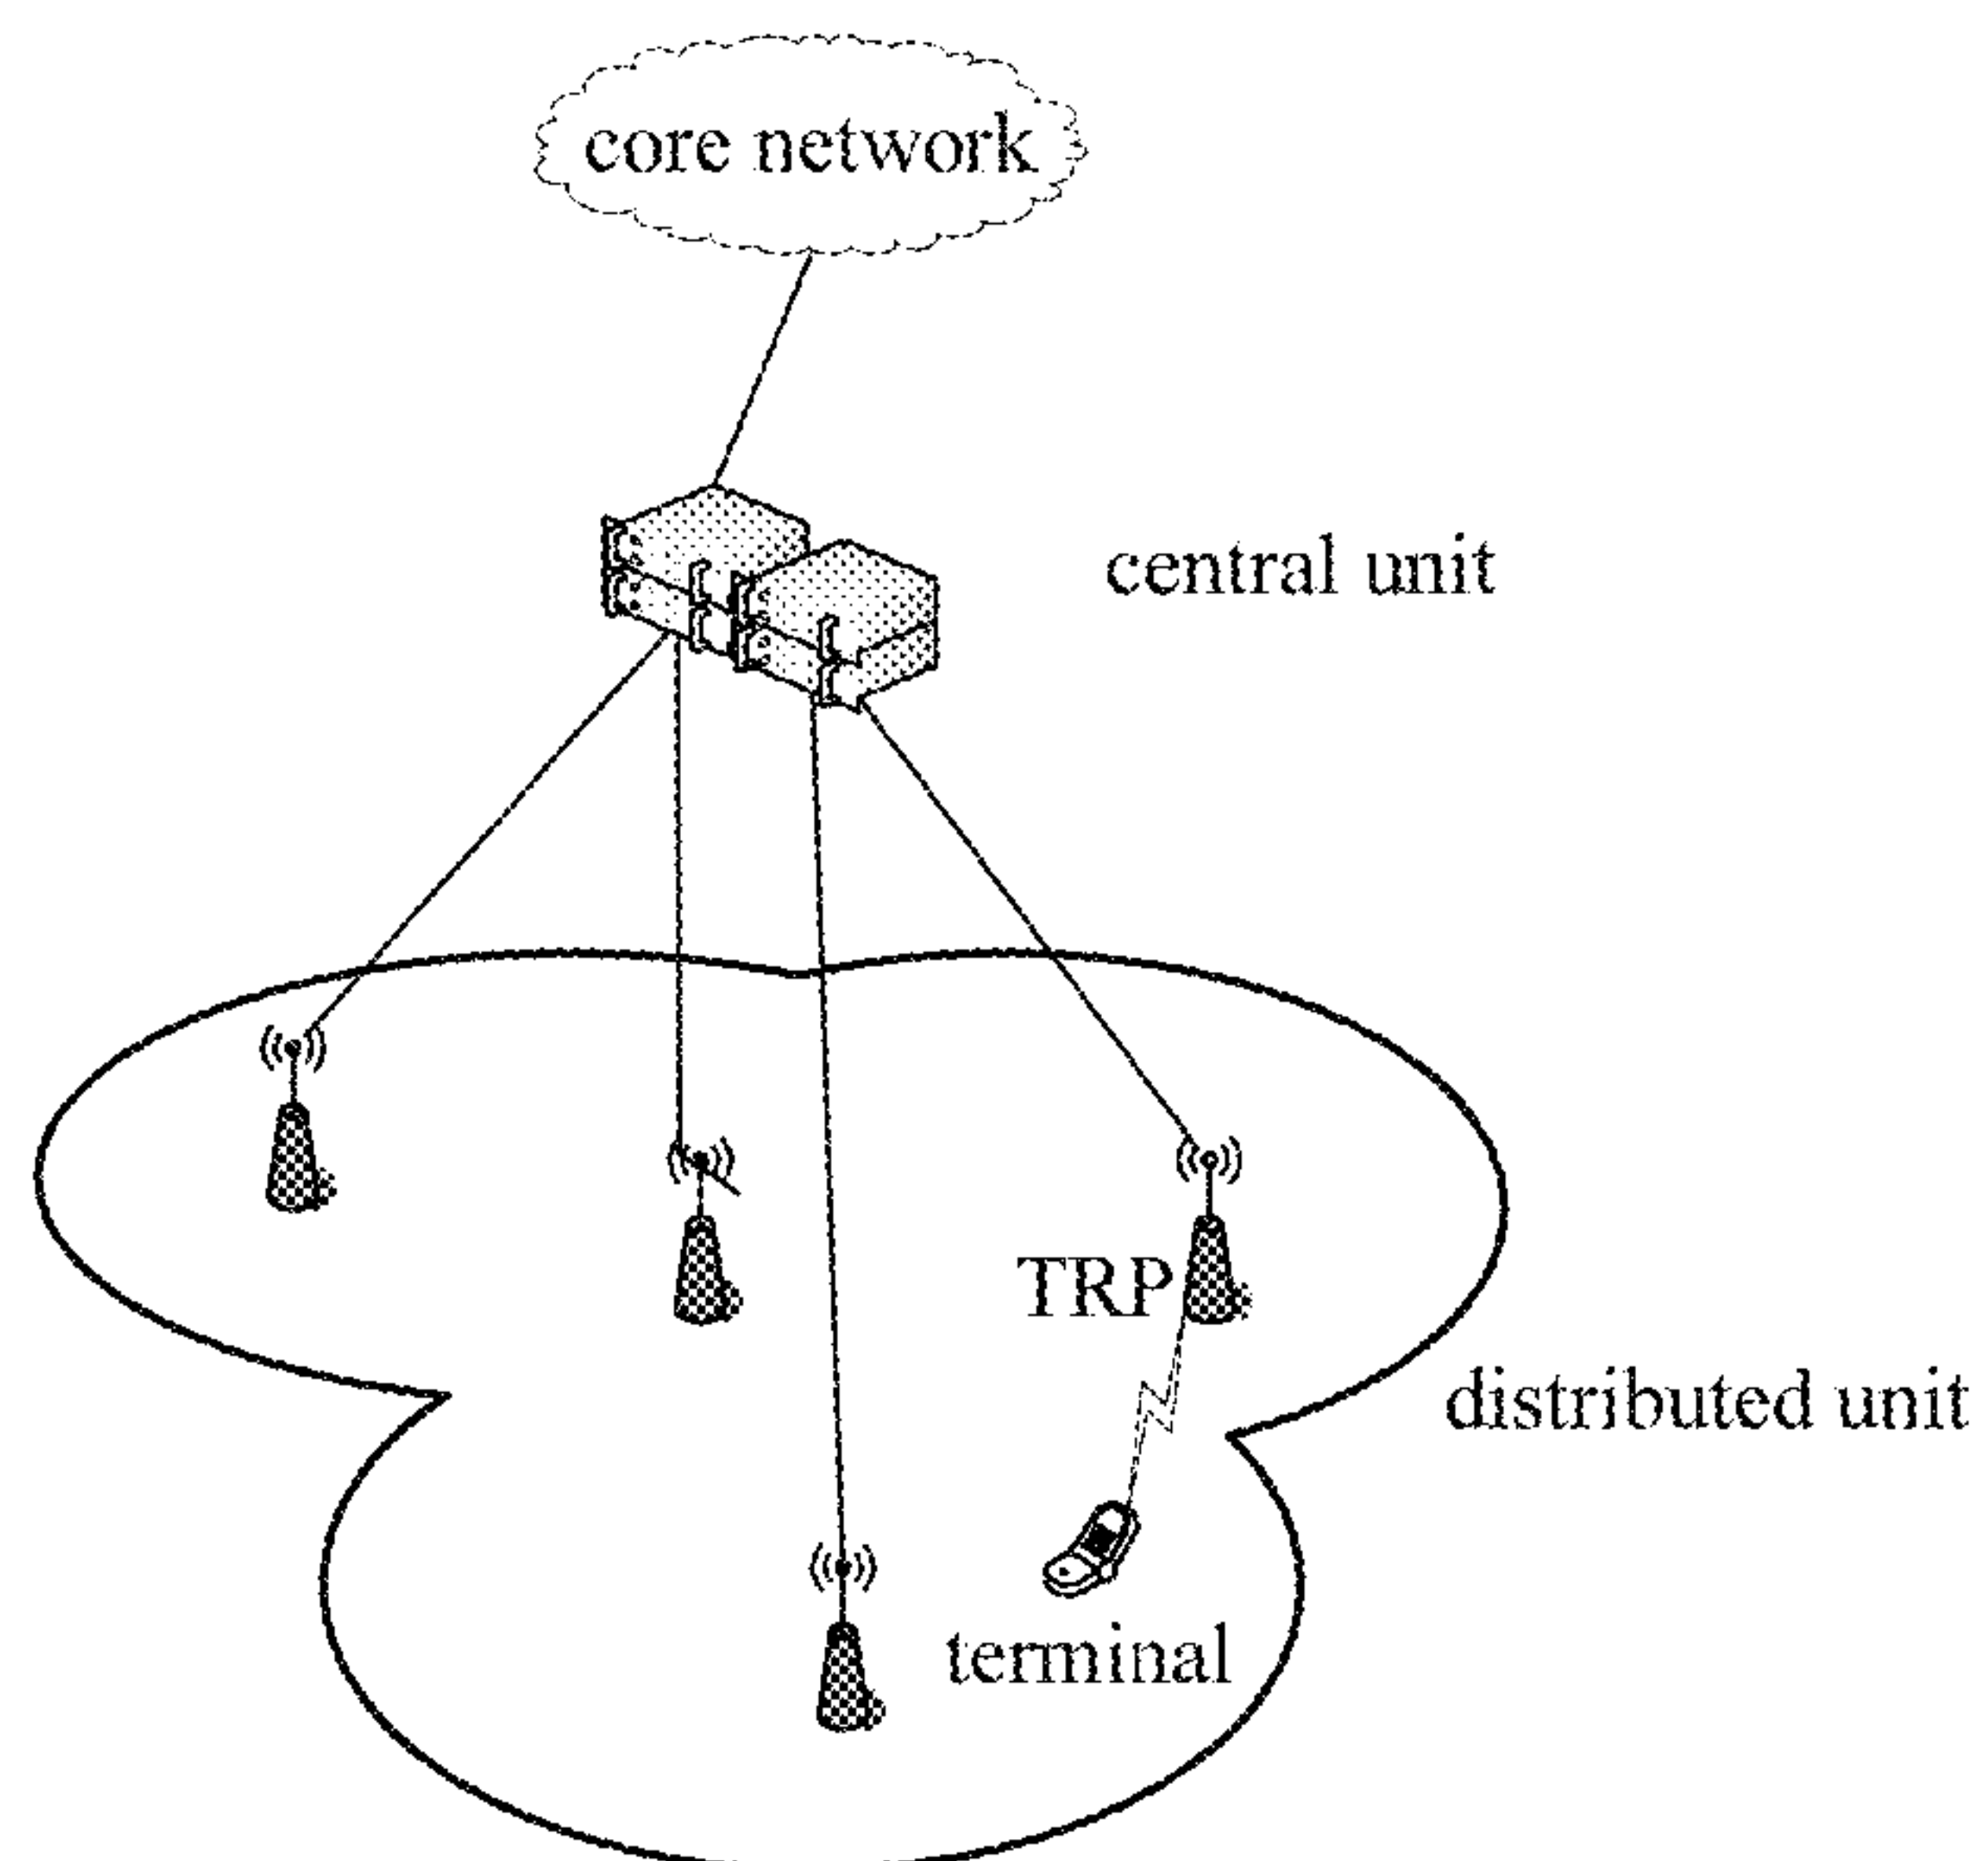 core network
central unit
TRP
distributed unit
terminal